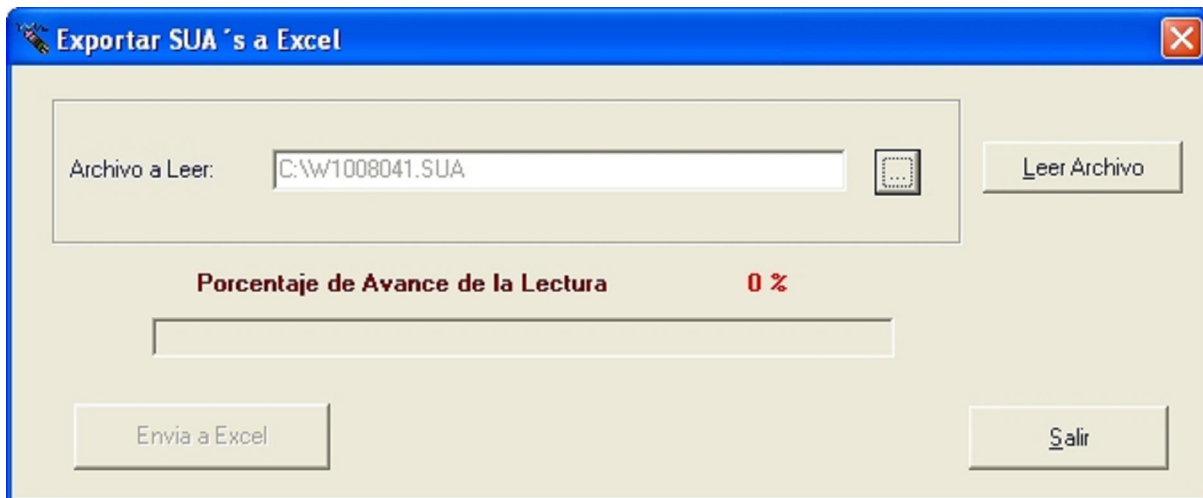 Exportar SUA ´s a Excel
Archivo a Leer: C:\W1008041.SUA ... Leer Archivo
Porcentaje de Avance de la Lectura 0 %
Envia a Excel Salir